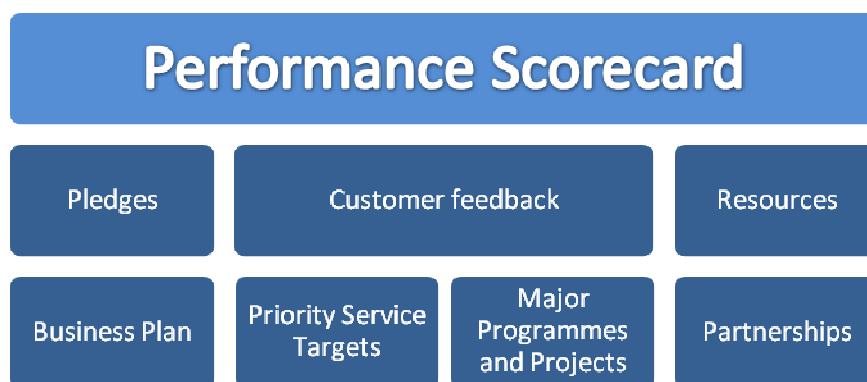 Performance Scorecard
Pledges
Customer feedback
Resources
Business Plan
Priority Service
Targets
Major
Programmes
and Projects
Partnerships